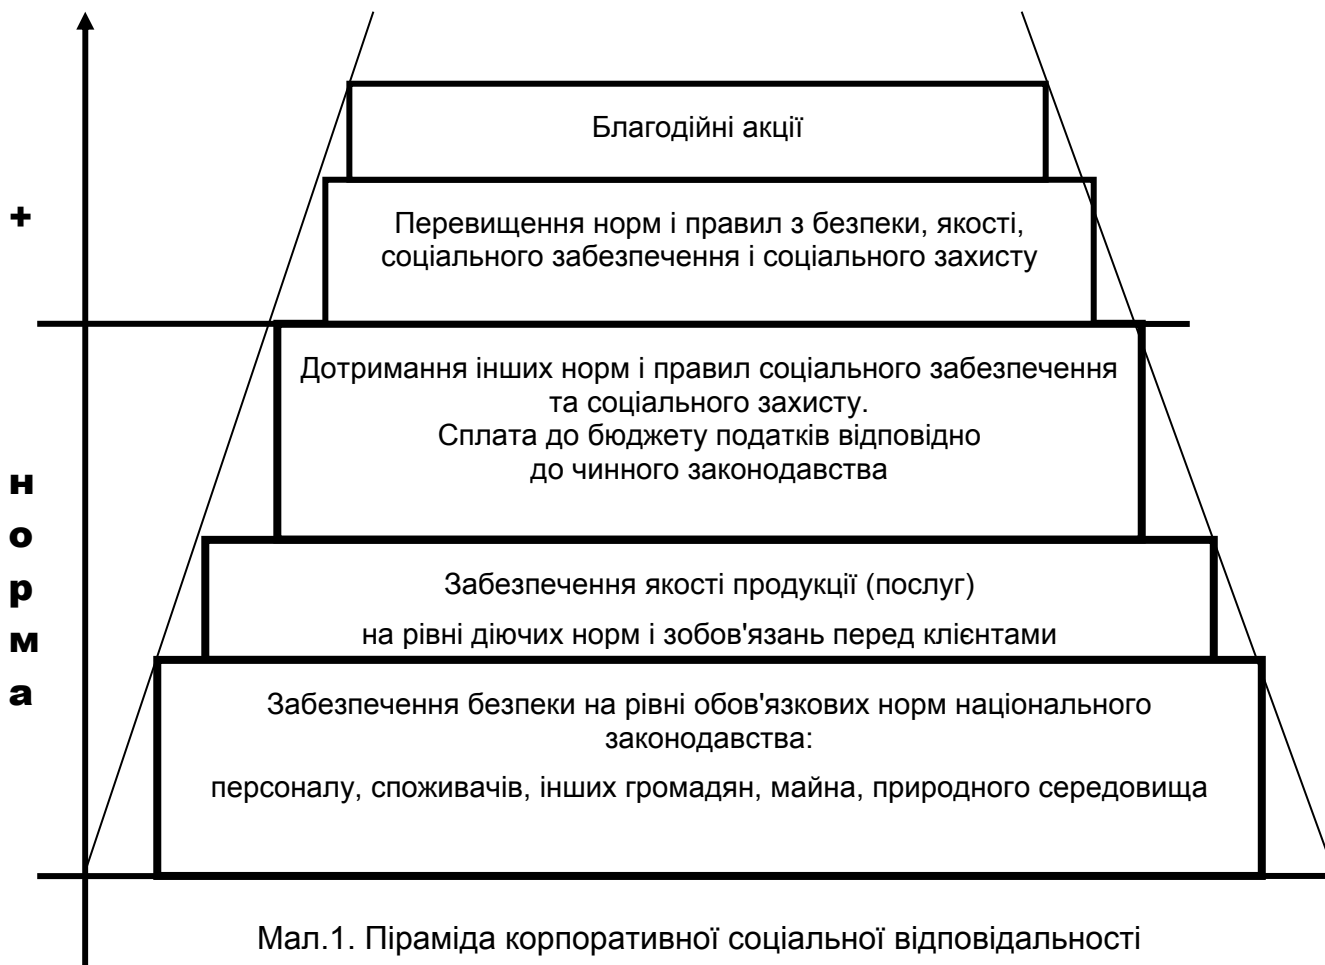 Благодійні акції
+
Перевищення норм і правил з безпеки, якості,
соціального забезпечення і соціального захисту
Дотримання інших норм і правил соціального забезпечення
та соціального захисту.
Сплата до бюджету податків відповідно
до чинного законодавства
н
о
р
м
а
Забезпечення якості продукції (послуг)
на рівні діючих норм і зобов'язань перед клієнтами
Забезпечення безпеки на рівні обов'язкових норм національного
законодавства:
персоналу, споживачів, інших громадян, майна, природного середовища
Мал.1. Піраміда корпоративної соціальної відповідальності